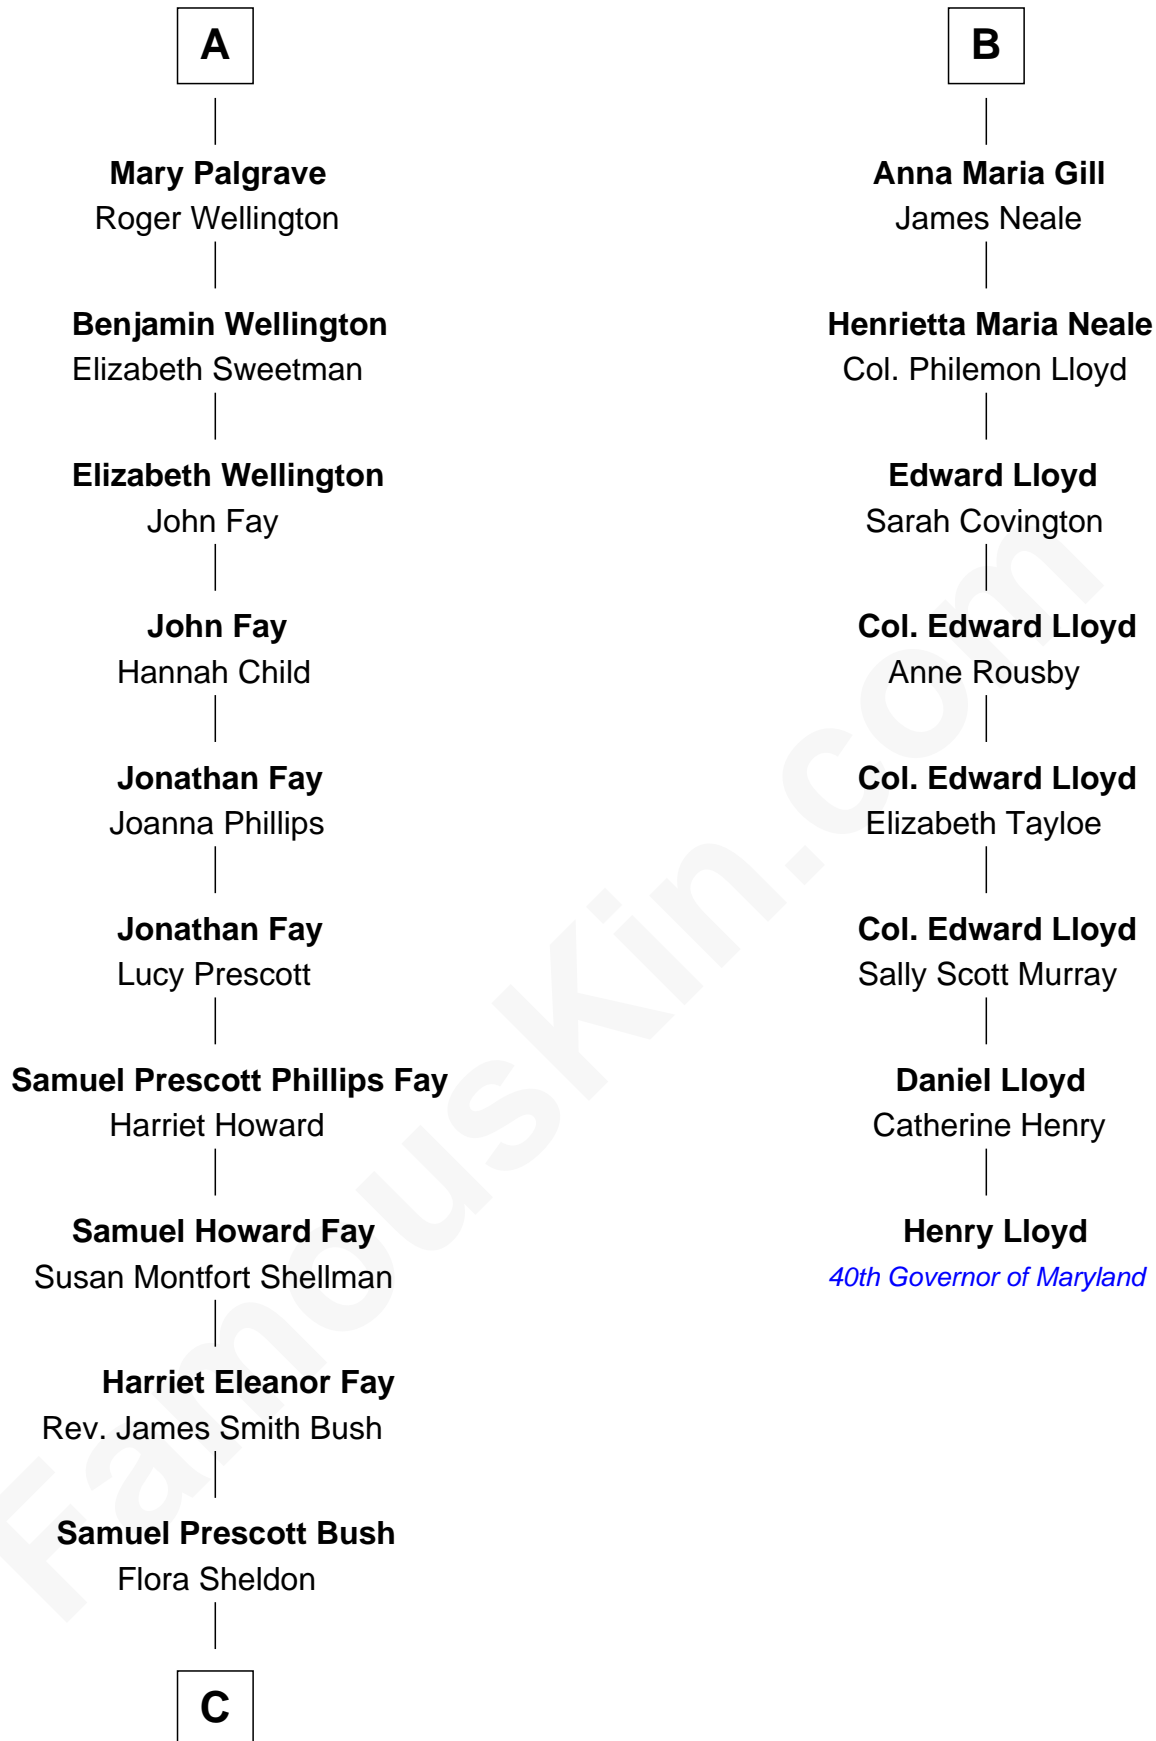 A
Mary Palgrave
Roger Wellington
Benjamin Wellington
Elizabeth Sweetman
Elizabeth Wellington
John Fay
John Fay
Hannah Child
Jonathan Fay
Joanna Phillips
Jonathan Fay
Lucy Prescott
Samuel Prescott Phillips Fay
Harriet Howard
Samuel Howard Fay
Susan Montfort Shellman
Harriet Eleanor Fay
Rev. James Smith Bush
Samuel Prescott Bush
Flora Sheldon
C
B
Anna Maria Gill
James Neale
Henrietta Maria Neale
Col. Philemon Lloyd
Edward Lloyd
Sarah Covington
Col. Edward Lloyd
Anne Rousby
Col. Edward Lloyd
Elizabeth Tayloe
Col. Edward Lloyd
Sally Scott Murray
Daniel Lloyd
Catherine Henry
Henry Lloyd
40th Governor of Maryland
FamousKin.com